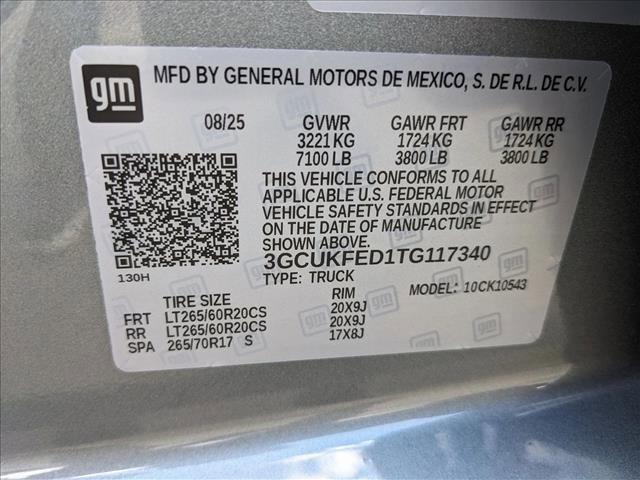 gm
MFD BY GENERAL MOTORS DE MEXICO, S. DE R.L. DE C.V.
08/25 GVWR GAWR FRT GAWR RR
3221 KG 1724 KG 1724 KG
7100 LB 3800 LB 3800 LB
THIS VEHICLE CONFORMS TO ALL
APPLICABLE U.S. FEDERAL MOTOR
VEHICLE SAFETY STANDARDS IN EFFECT
ON THE DATE OF MANUFACTURE
SHOWN ABOVE.
3GCUKFED1TG117340
130H TYPE: TRUCK MODEL: 10CK10543
TIRE SIZE RIM
FRT LT265/60R20CS 20X9J
RR LT265/60R20CS 20X9J
SPA 265/70R17 S 17X8J